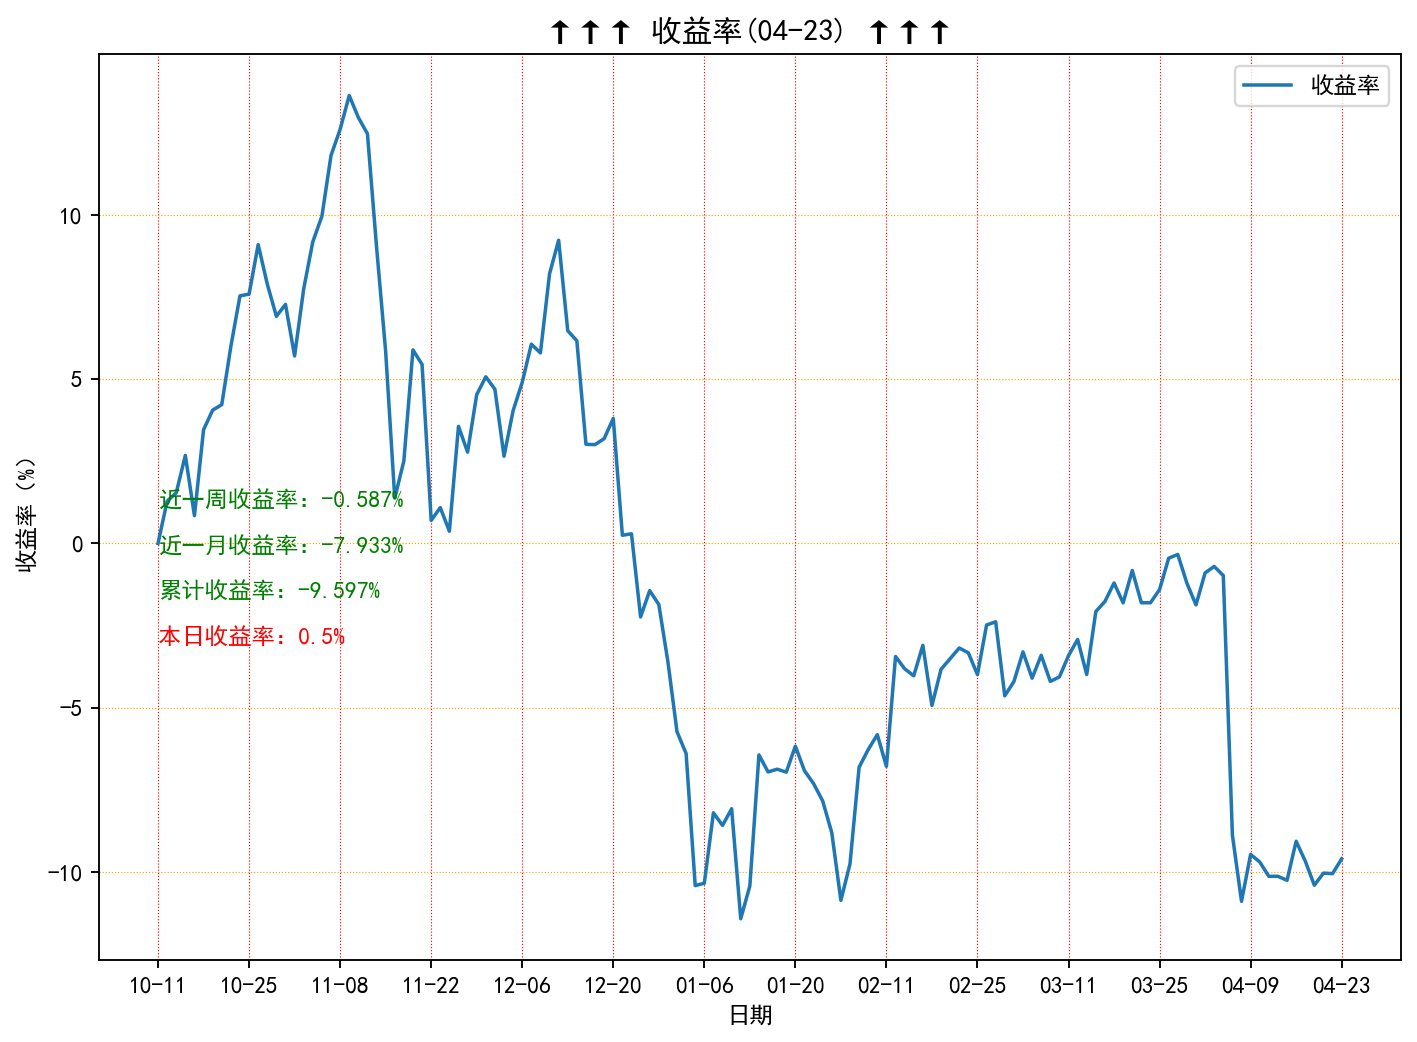 ↑↑↑ 收益率(04-23) ↑↑↑
收益率
收益率（%）
10
5
0
-5
-10
近一周收益率：-0.587%
近一月收益率：-7.933%
累计收益率：-9.597%
本日收益率：0.5%
10-11 10-25 11-08 11-22 12-06 12-20 01-06 01-20 02-11 02-25 03-11 03-25 04-09 04-23
日期